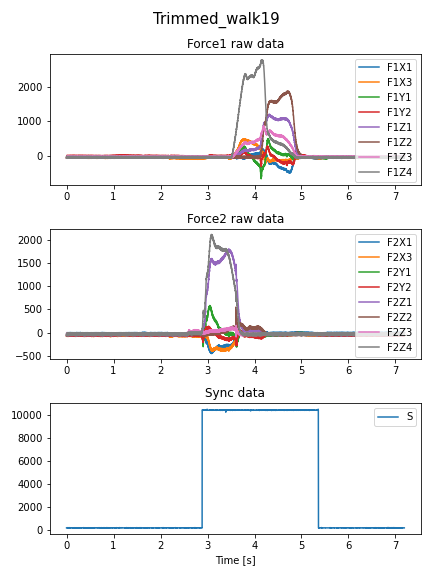 Trimmed_walk19
Force1 raw data
2000
1000
0
F1X1
F1X3
F1Y1
F1Y2
F1Z1
F1Z2
F1Z3
F1Z4
0 1 2 3 4 5 6 7
Force2 raw data
2000
1500
1000
500
0
−500
F2X1
F2X3
F2Y1
F2Y2
F2Z1
F2Z2
F2Z3
F2Z4
0 1 2 3 4 5 6 7
Sync data
10000
8000
6000
4000
2000
0
S
0 1 2 3 4 5 6 7
Time [s]